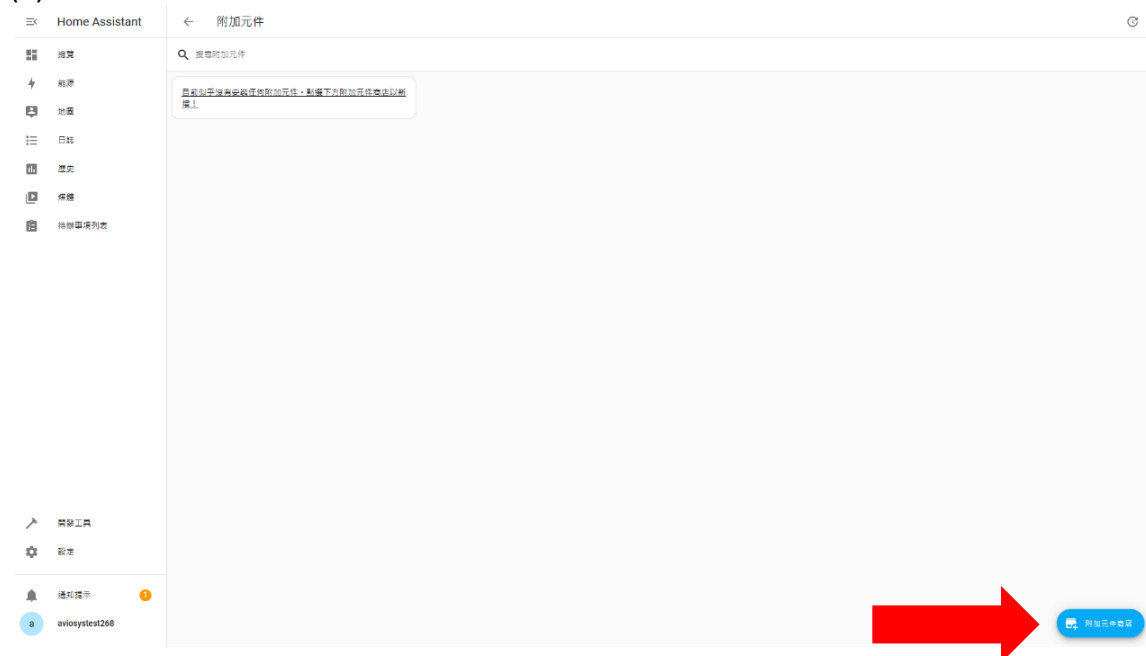 Home Assistant
附加元件
總覽
搜尋附加元件
能源
目前似乎沒有安裝任何附加元件。點選下方附加元件商店以新
增！
地圖
日誌
歷史
媒體
待辦事項列表
開發工具
設定
通知提示
1
a
aviosystest268
附加元件商店